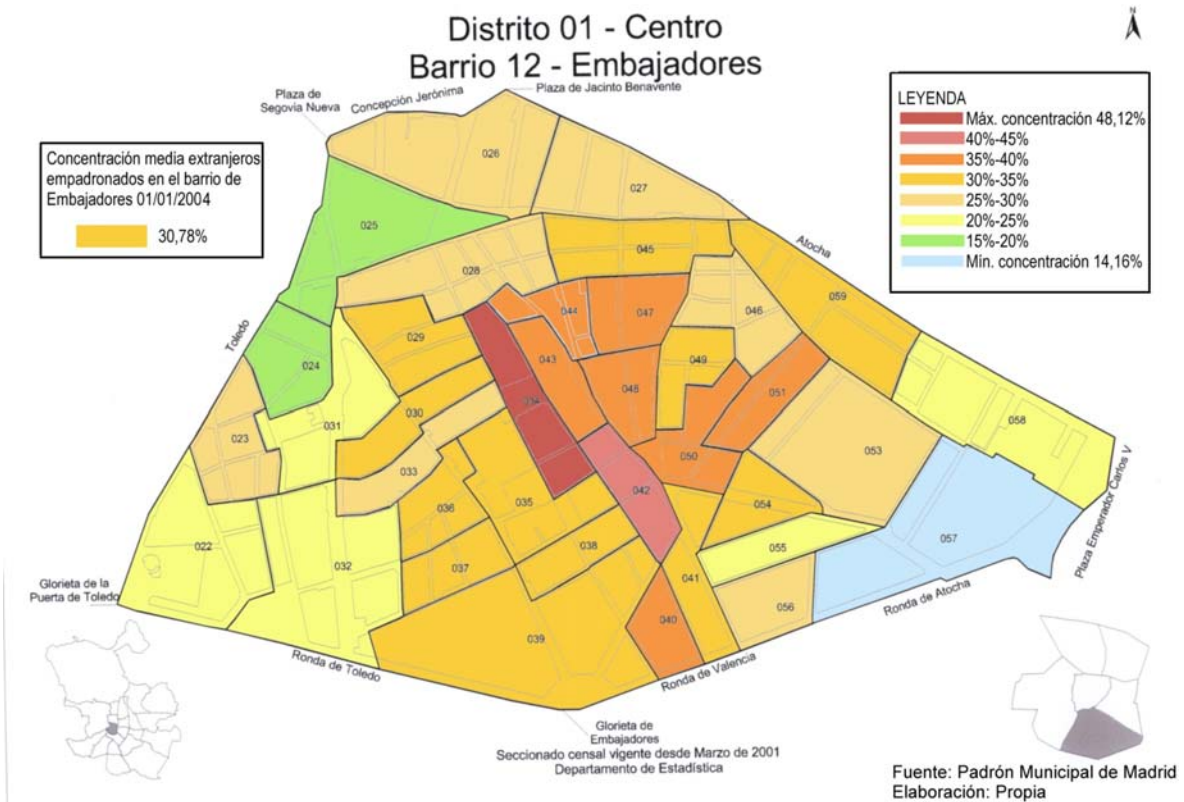 Distrito 01 - Centro
Barrio 12 - Embajadores
N
Plaza de
Segovia Nueva
Concepción Jerónima
Plaza de Jacinto Benavente
LEYENDA
Máx. concentración 48,12%
40%-45%
35%-40%
30%-35%
25%-30%
20%-25%
15%-20%
Mín. concentración 14,16%
Concentración media extranjeros
empadronados en el barrio de
Embajadores 01/01/2004
30,78%
026
027
025
045
Atocha
028
059
044
047
046
Toledo
029
043
049
024
048
051
034
030
031
023
058
053
033
050
042
035
036
054
038
022
055
057
032
037
041
Plaza Emperador Carlos V
Glorieta de la
Puerta de Toledo
056
040
Ronda de Atocha
039
Ronda de Toledo
Ronda de Valencia
Glorieta de
Embajadores
Seccionado censal vigente desde Marzo de 2001
Departamento de Estadística
Fuente: Padrón Municipal de Madrid
Elaboración: Propia